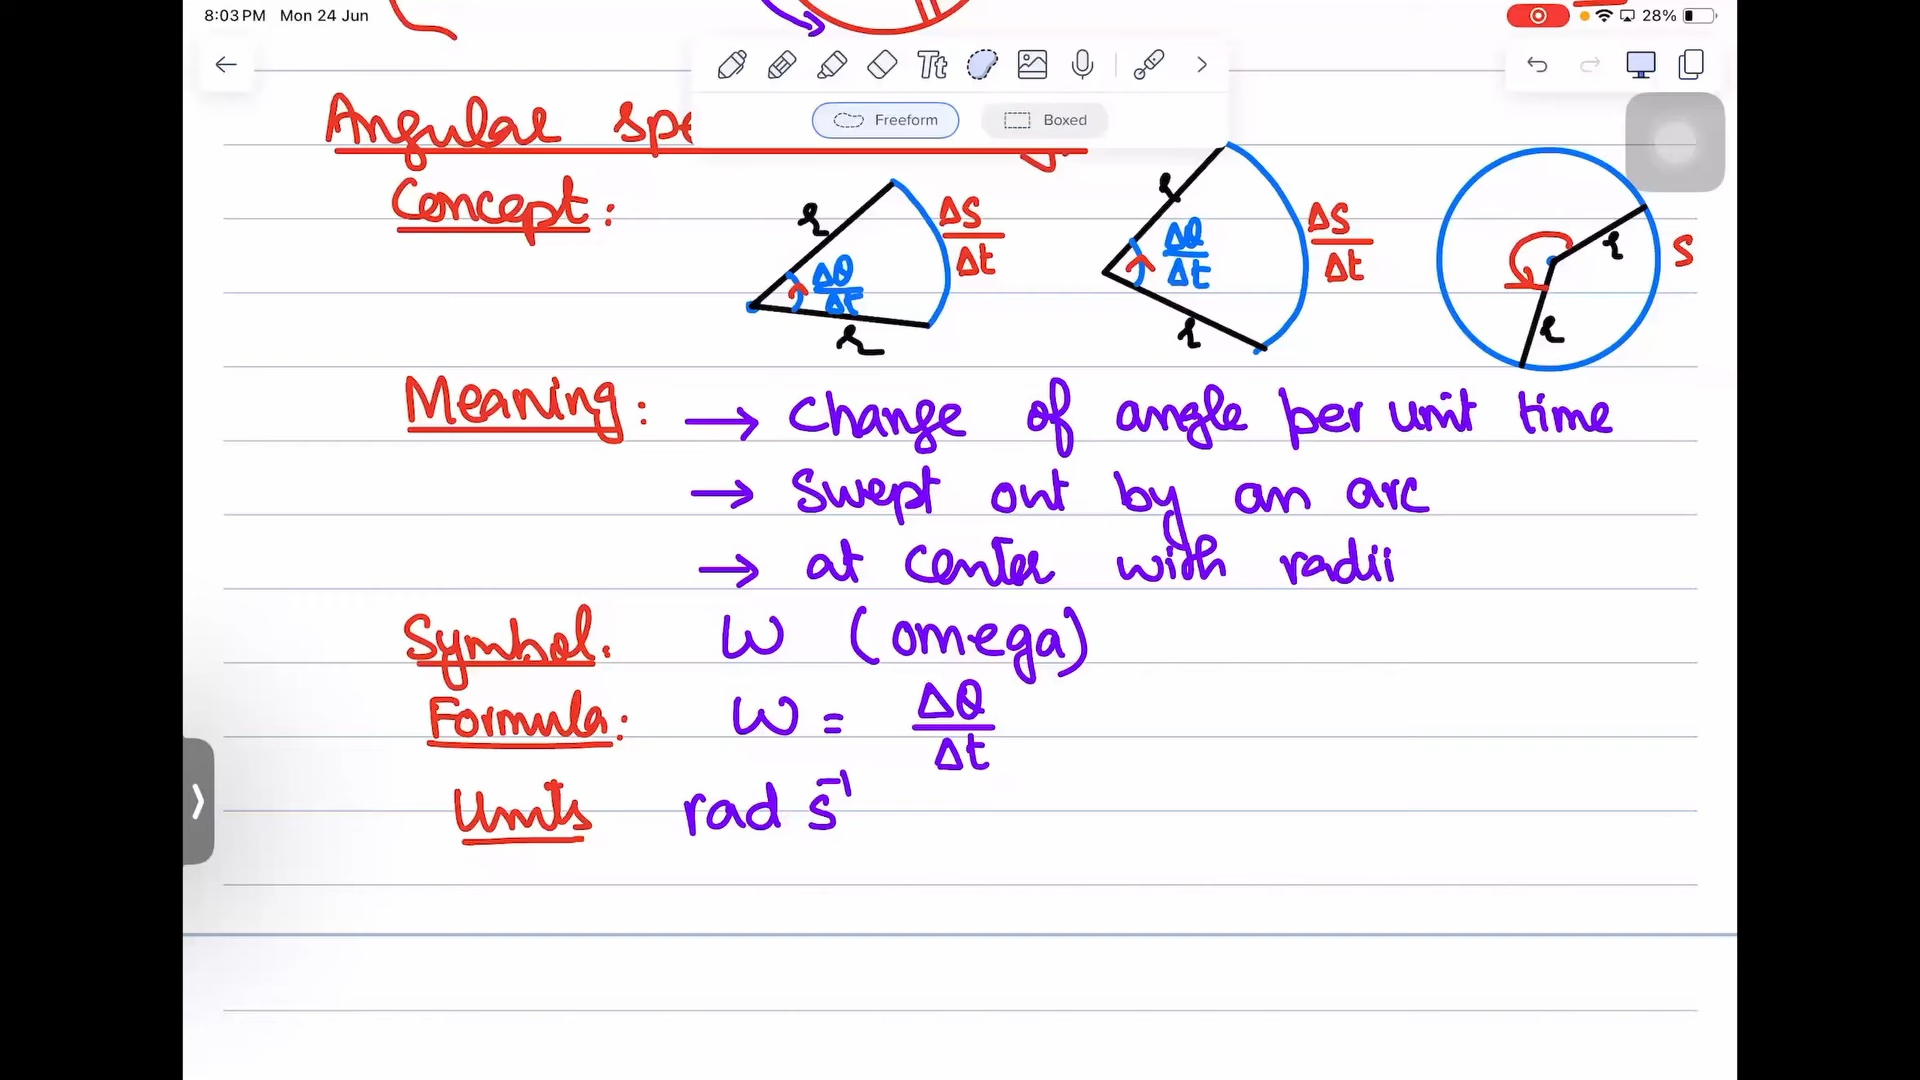 8:03 PM Mon 24 Jun
28%
Tt
Freeform Boxed
Angular spe
Concept:
r ΔS/Δt Δθ/Δt r
r ΔS/Δt Δθ/Δt r
r S r
Meaning: → Change of angle per unit time
→ Swept out by an arc
→ at center with radii
Symbol: ω (omega)
Formula: ω = Δθ/Δt
Units rad s⁻¹